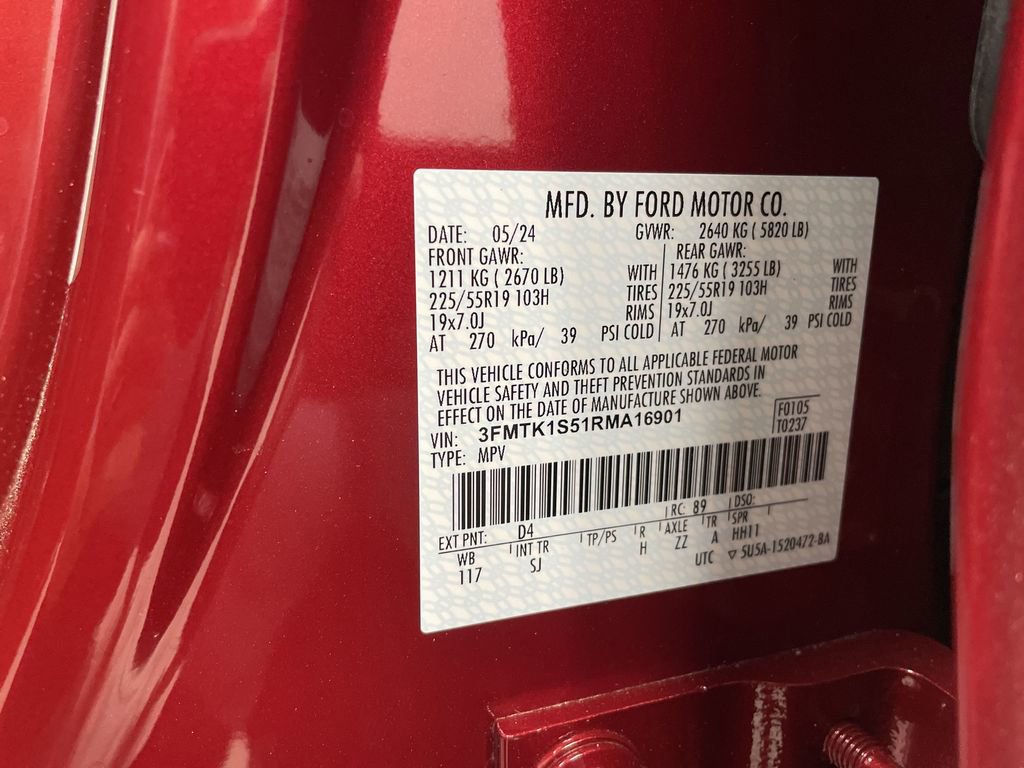 MFD. BY FORD MOTOR CO.
DATE: 05/24 GVWR: 2640 KG ( 5820 LB)
FRONT GAWR: REAR GAWR:
1211 KG ( 2670 LB) WITH 1476 KG ( 3255 LB) WITH
225/55R19 103H TIRES 225/55R19 103H TIRES
19x7.0J RIMS 19x7.0J RIMS
AT 270 kPa/ 39 PSI COLD AT 270 kPa/ 39 PSI COLD
THIS VEHICLE CONFORMS TO ALL APPLICABLE FEDERAL MOTOR
VEHICLE SAFETY AND THEFT PREVENTION STANDARDS IN
EFFECT ON THE DATE OF MANUFACTURE SHOWN ABOVE.
VIN: 3FMTK1S51RMA16901 F0105
TYPE: MPV T0237
EXT PNT: D4 RC: 89 DSO:
WB INT TR TP/PS R AXLE TR SPR
117 SJ H ZZ A HH11
UTC ▽ 5U5A-1520472-BA